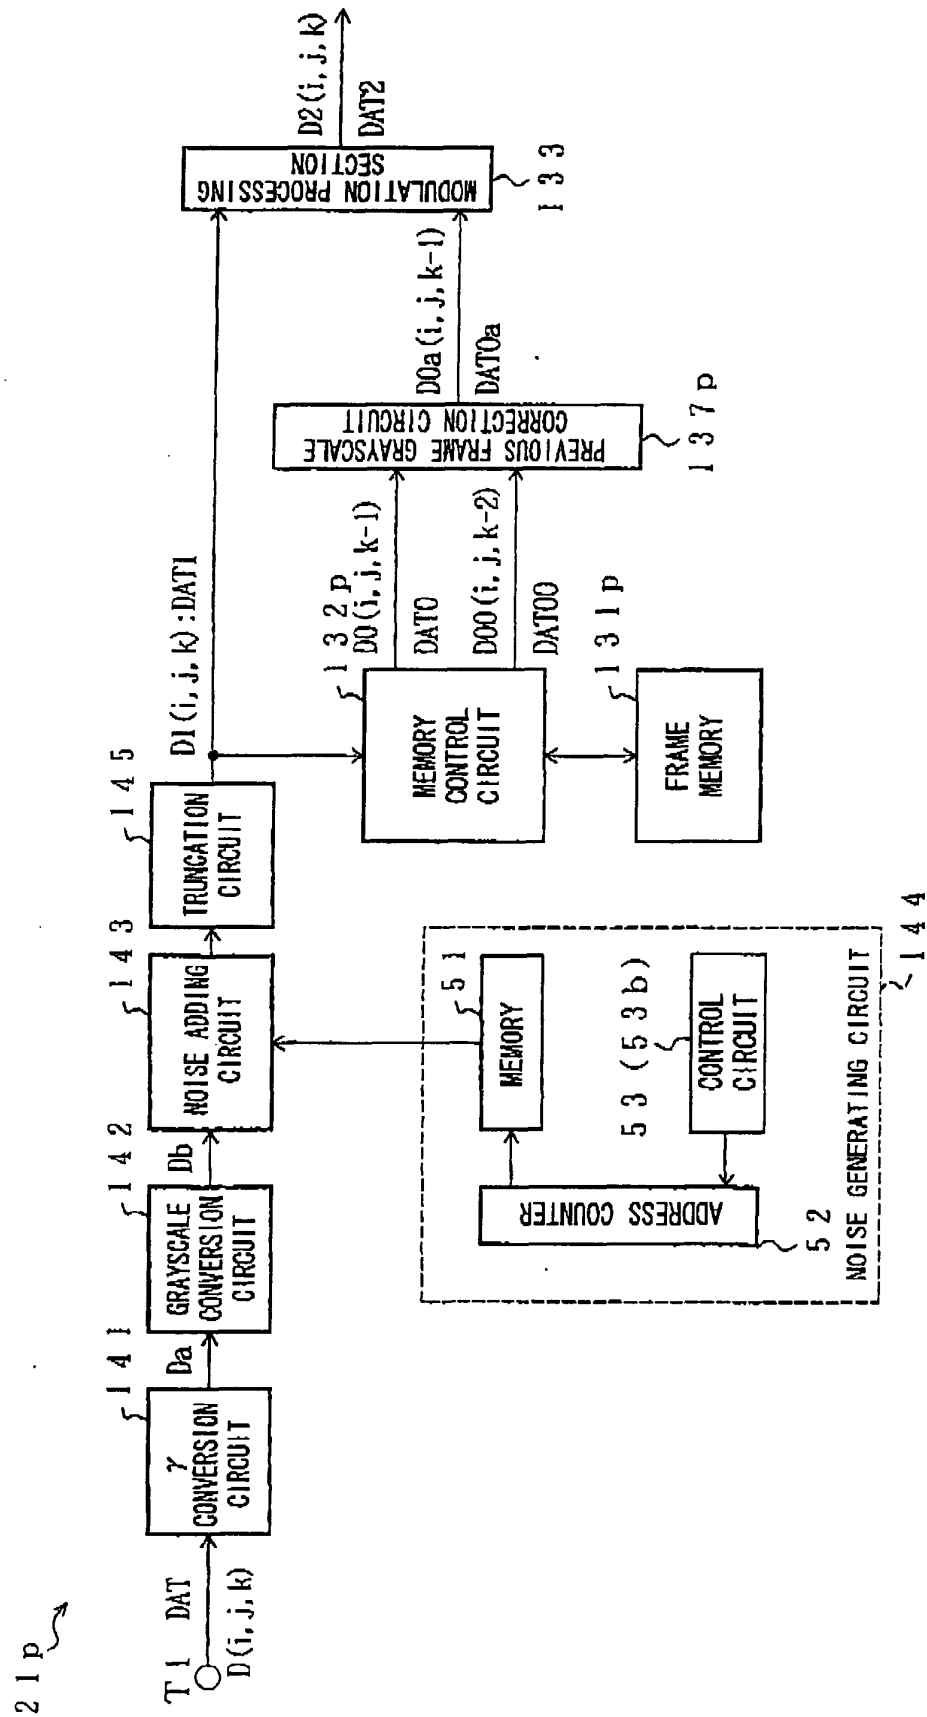 21p
T1
DAT
D(i,j,k)
141
γ
CONVERSION
CIRCUIT
Da
142
GRAYSCALE
CONVERSION
CIRCUIT
Db
143
NOISE ADDING
CIRCUIT
145
TRUNCATION
CIRCUIT
D1(i,j,k):DAT1
MODULATION PROCESSING
SECTION
133
D2(i,j,k)
DAT2
132p
MEMORY
CONTROL
CIRCUIT
D0(i,j,k-1)
DAT0
D00(i,j,k-2)
DAT00
PREVIOUS FRAME GRAYSCALE
CORRECTION CIRCUIT
137p
D0a(i,j,k-1)
DAT0a
131p
FRAME
MEMORY
51
MEMORY
ADDRESS COUNTER
52
53(53b)
CONTROL
CIRCUIT
NOISE GENERATING CIRCUIT
144